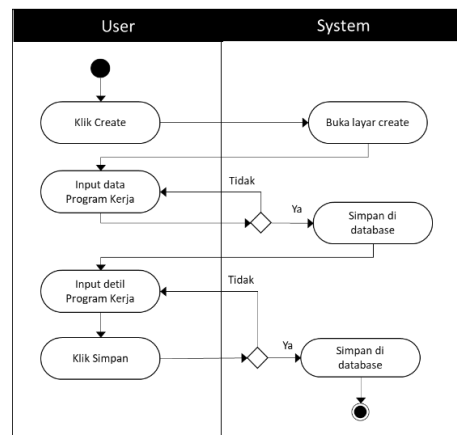 User
System
Klik Create
Buka layar create
Input data
Program Kerja
Tidak
Ya
Simpan di
database
Input detil
Program Kerja
Tidak
Klik Simpan
Ya
Simpan di
database